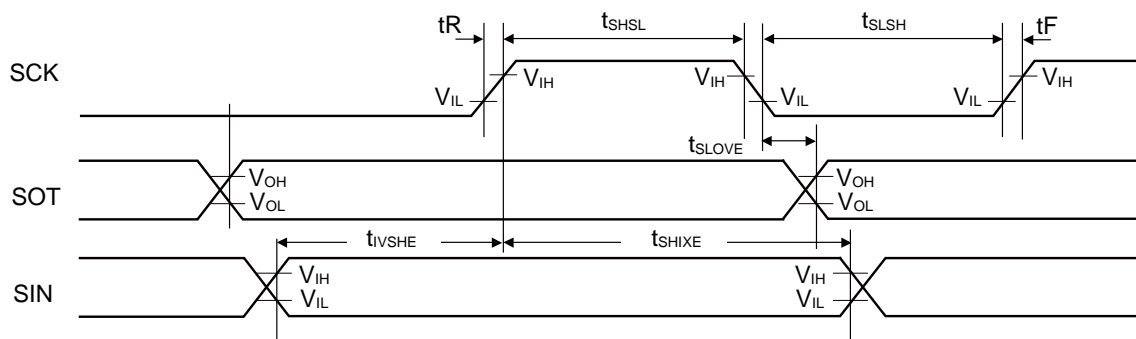 tR tSHSL tSLSH tF
SCK VIL VIH VIH VIL VIL VIH
tSLOVE
SOT VOH VOL VOH VOL
tIVSHE tSHIXE
SIN VIH VIL VIH VIL